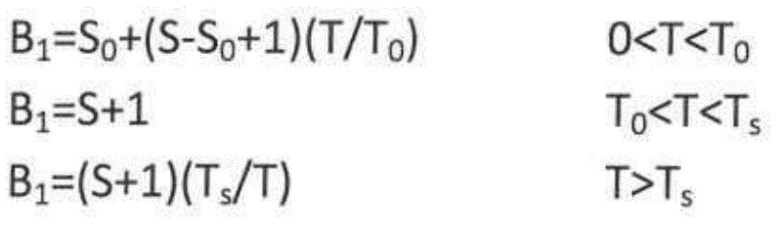 B₁=S₀+(S-S₀+1)(T/T₀) 0<T<T₀
B₁=S+1 T₀<T<Tₛ
B₁=(S+1)(Tₛ/T) T>Tₛ